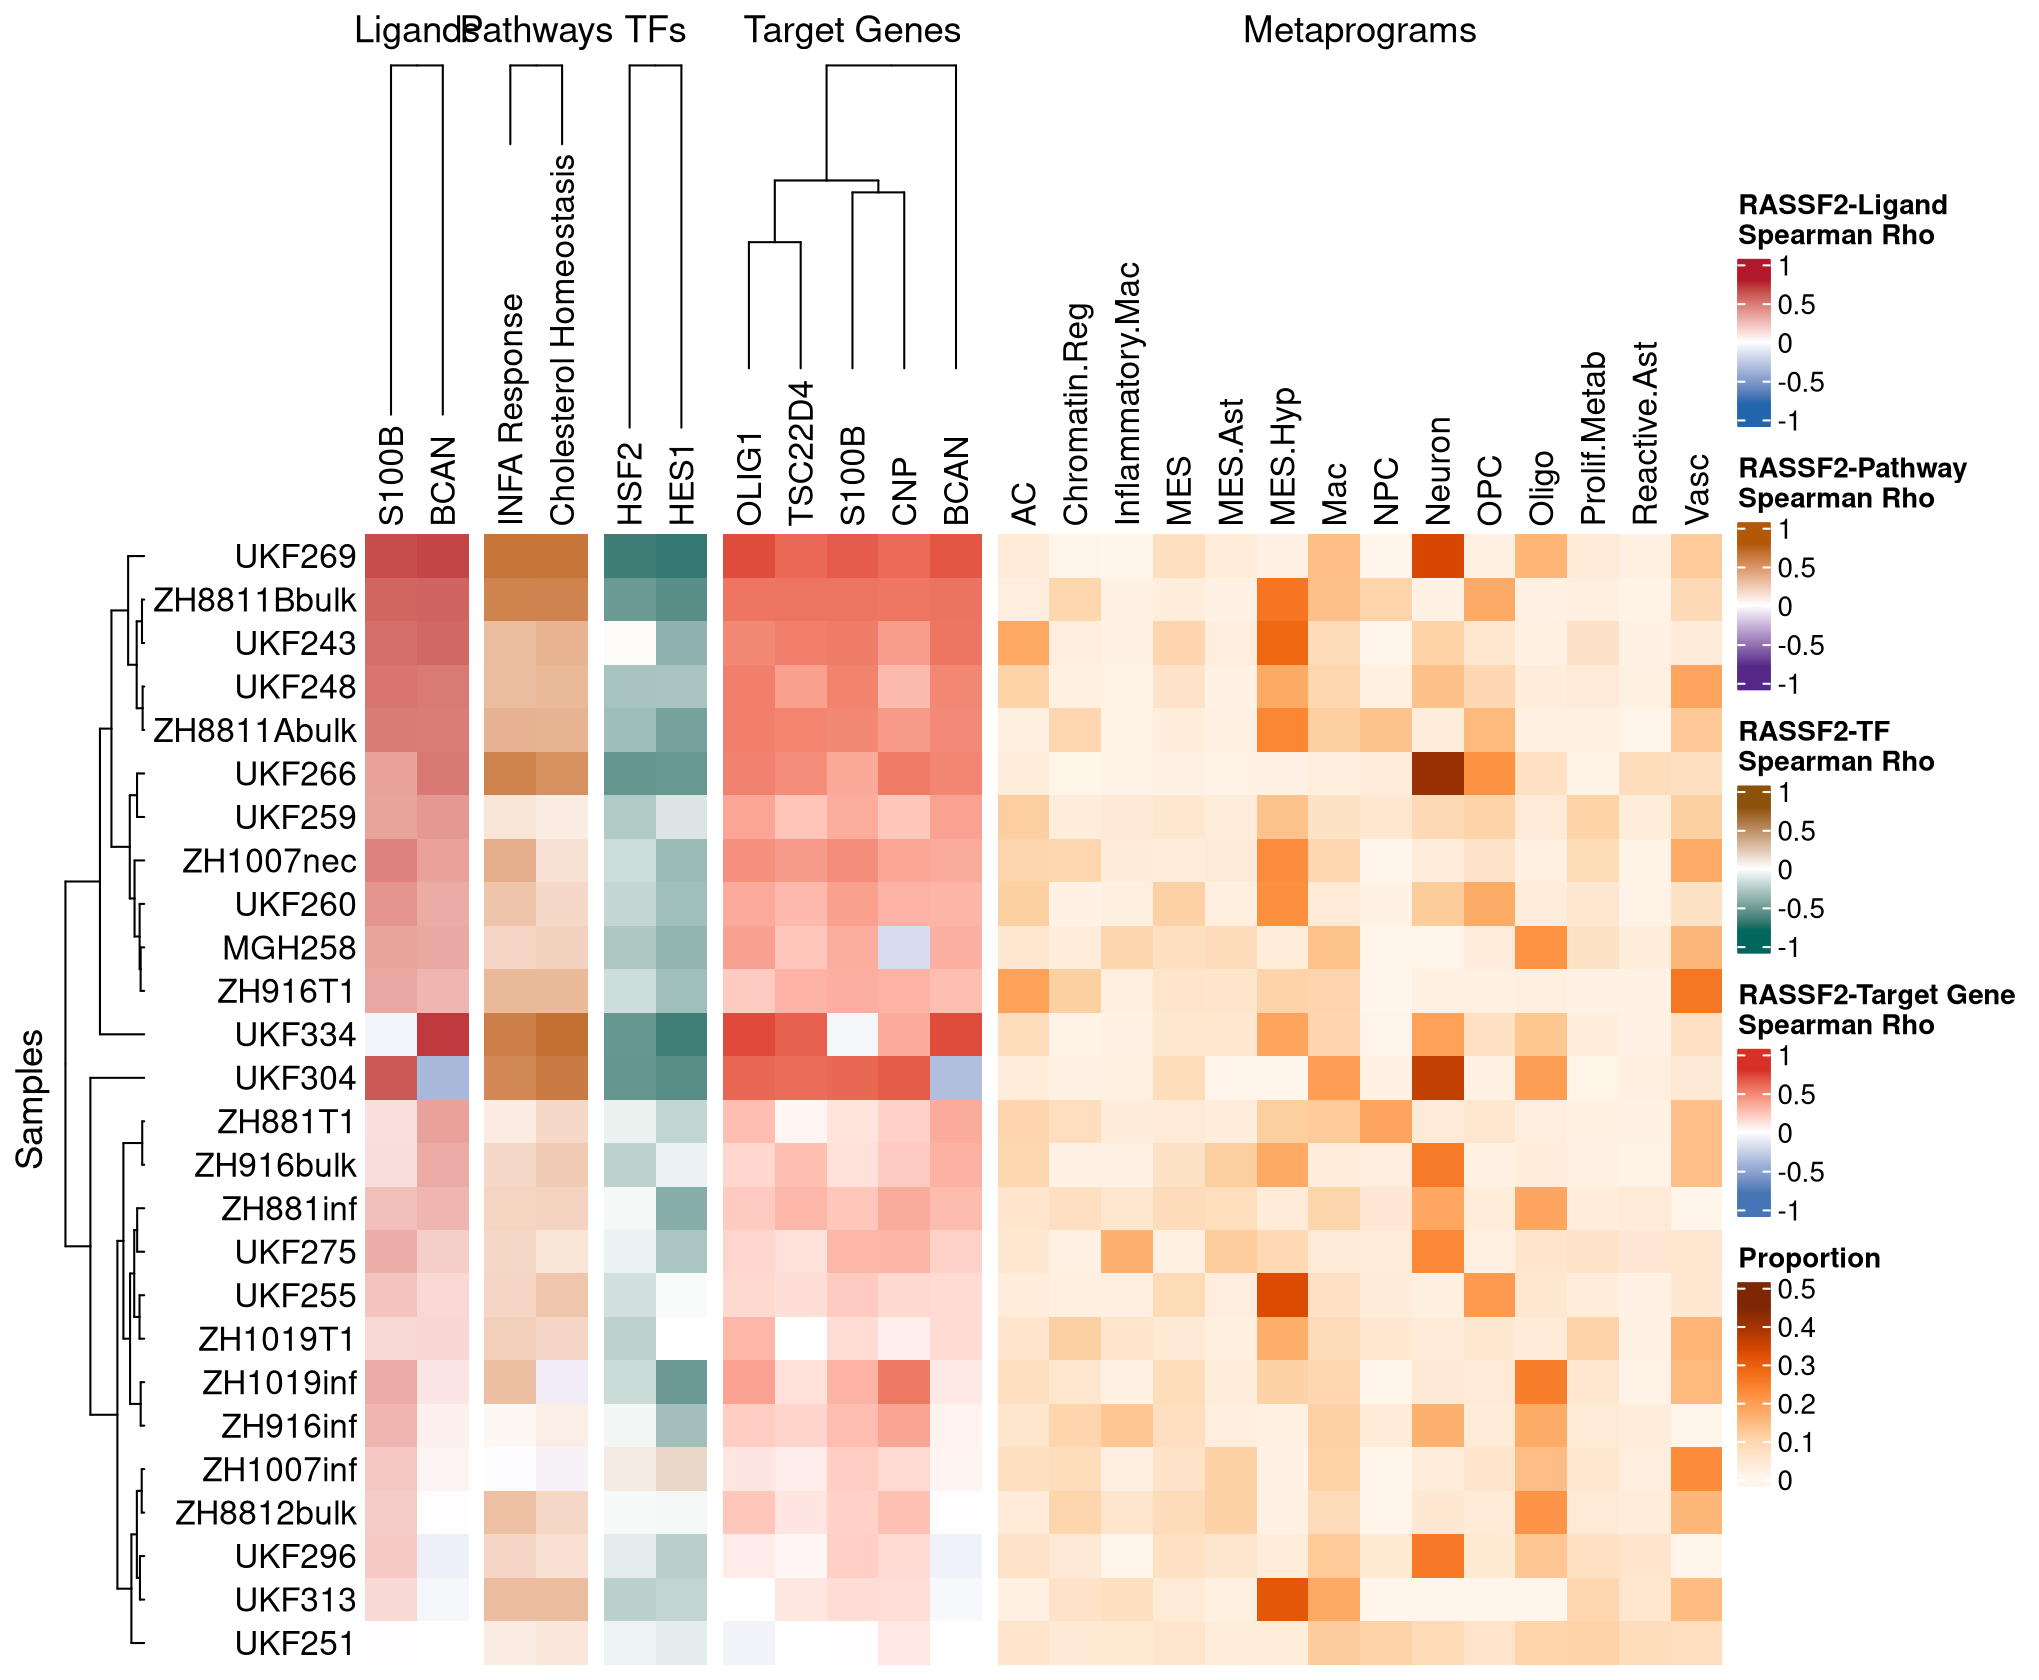 Ligands Pathways TFs Target Genes Metaprograms
S100B
BCAN
INFA Response
Cholesterol Homeostasis
HSF2
HES1
OLIG1
TSC22D4
S100B
CNP
BCAN
AC
Chromatin.Reg
Inflammatory.Mac
MES
MES.Ast
MES.Hyp
Mac
NPC
Neuron
OPC
Oligo
Prolif.Metab
Reactive.Ast
Vasc
Samples
UKF269
ZH8811Bbulk
UKF243
UKF248
ZH8811Abulk
UKF266
UKF259
ZH1007nec
UKF260
MGH258
ZH916T1
UKF334
UKF304
ZH881T1
ZH916bulk
ZH881inf
UKF275
UKF255
ZH1019T1
ZH1019inf
ZH916inf
ZH1007inf
ZH8812bulk
UKF296
UKF313
UKF251
RASSF2-Ligand
Spearman Rho
1
0.5
0
-0.5
-1
RASSF2-Pathway
Spearman Rho
1
0.5
0
-0.5
-1
RASSF2-TF
Spearman Rho
1
0.5
0
-0.5
-1
RASSF2-Target Gene
Spearman Rho
1
0.5
0
-0.5
-1
Proportion
0.5
0.4
0.3
0.2
0.1
0